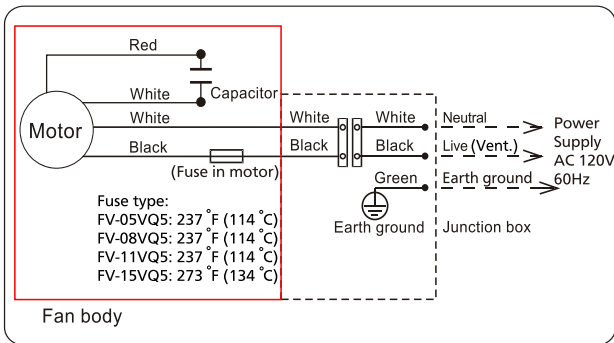 Red
White
Capacitor
White
White
White
Neutral
Power
Supply
AC 120V
60Hz
Motor
Black
Black
Black
Live (Vent.)
(Fuse in motor)
Green
Earth ground
Earth ground
Junction box
Fuse type:
FV-05VQ5: 237 °F (114 °C)
FV-08VQ5: 237 °F (114 °C)
FV-11VQ5: 237 °F (114 °C)
FV-15VQ5: 273 °F (134 °C)
Fan body